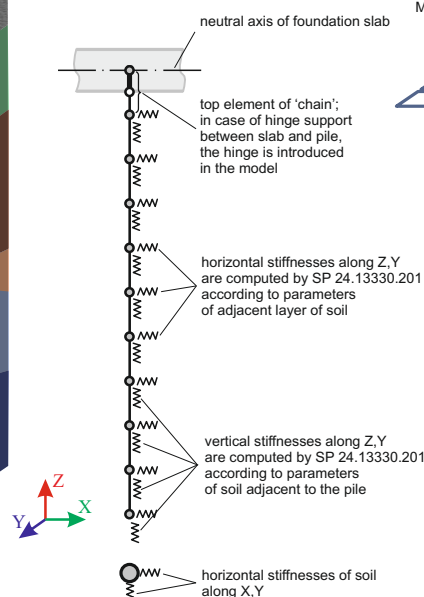 M
neutral axis of foundation slab
top element of 'chain';
in case of hinge support
between slab and pile,
the hinge is introduced
in the model
horizontal stiffnesses along Z,Y
are computed by SP 24.13330.201
according to parameters
of adjacent layer of soil
vertical stiffnesses along Z,Y
are computed by SP 24.13330.201
according to parameters
of soil adjacent to the pile
Z
X
Y
horizontal stiffnesses of soil
along X,Y